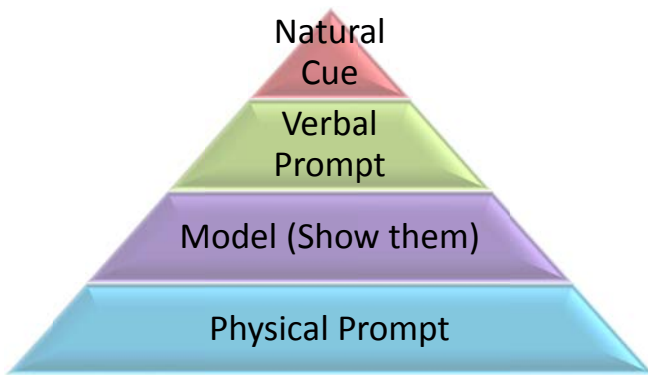 Natural
Cue
Verbal
Prompt
Model (Show them)
Physical Prompt